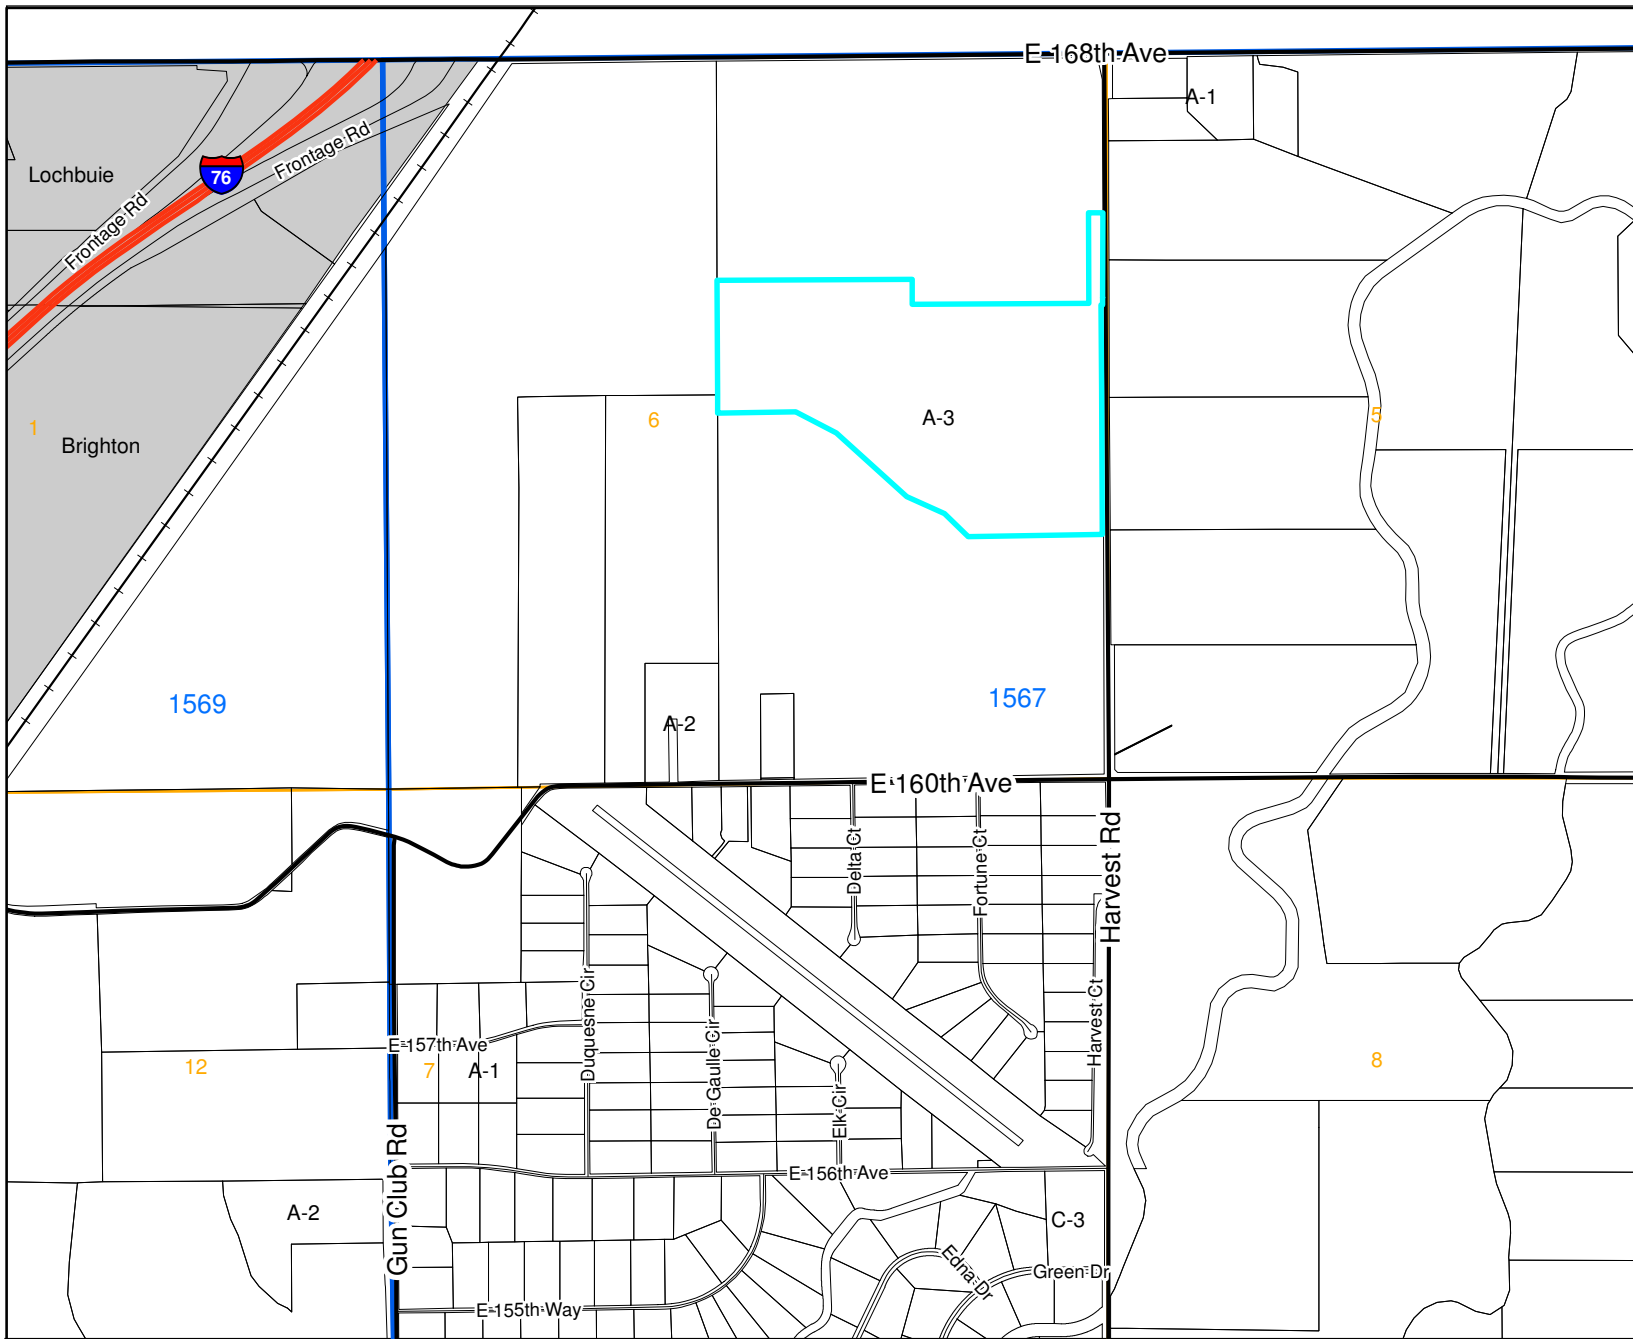 E 168th Ave
A-1
Frontage Rd
Lochbuie
76
Frontage Rd
6
A-3
5
1
Brighton
1569
1567
A-2
E 160th Ave
Harvest Rd
Delta Ct
Fortune Ct
Duquesne Cir
De Gaulle Cir
Harvest Ct
E 157th Ave
12
7
A-1
Elk Cir
8
Gun Club Rd
E 156th Ave
A-2
C-3
Edna Dr
Green Dr
E 155th Way